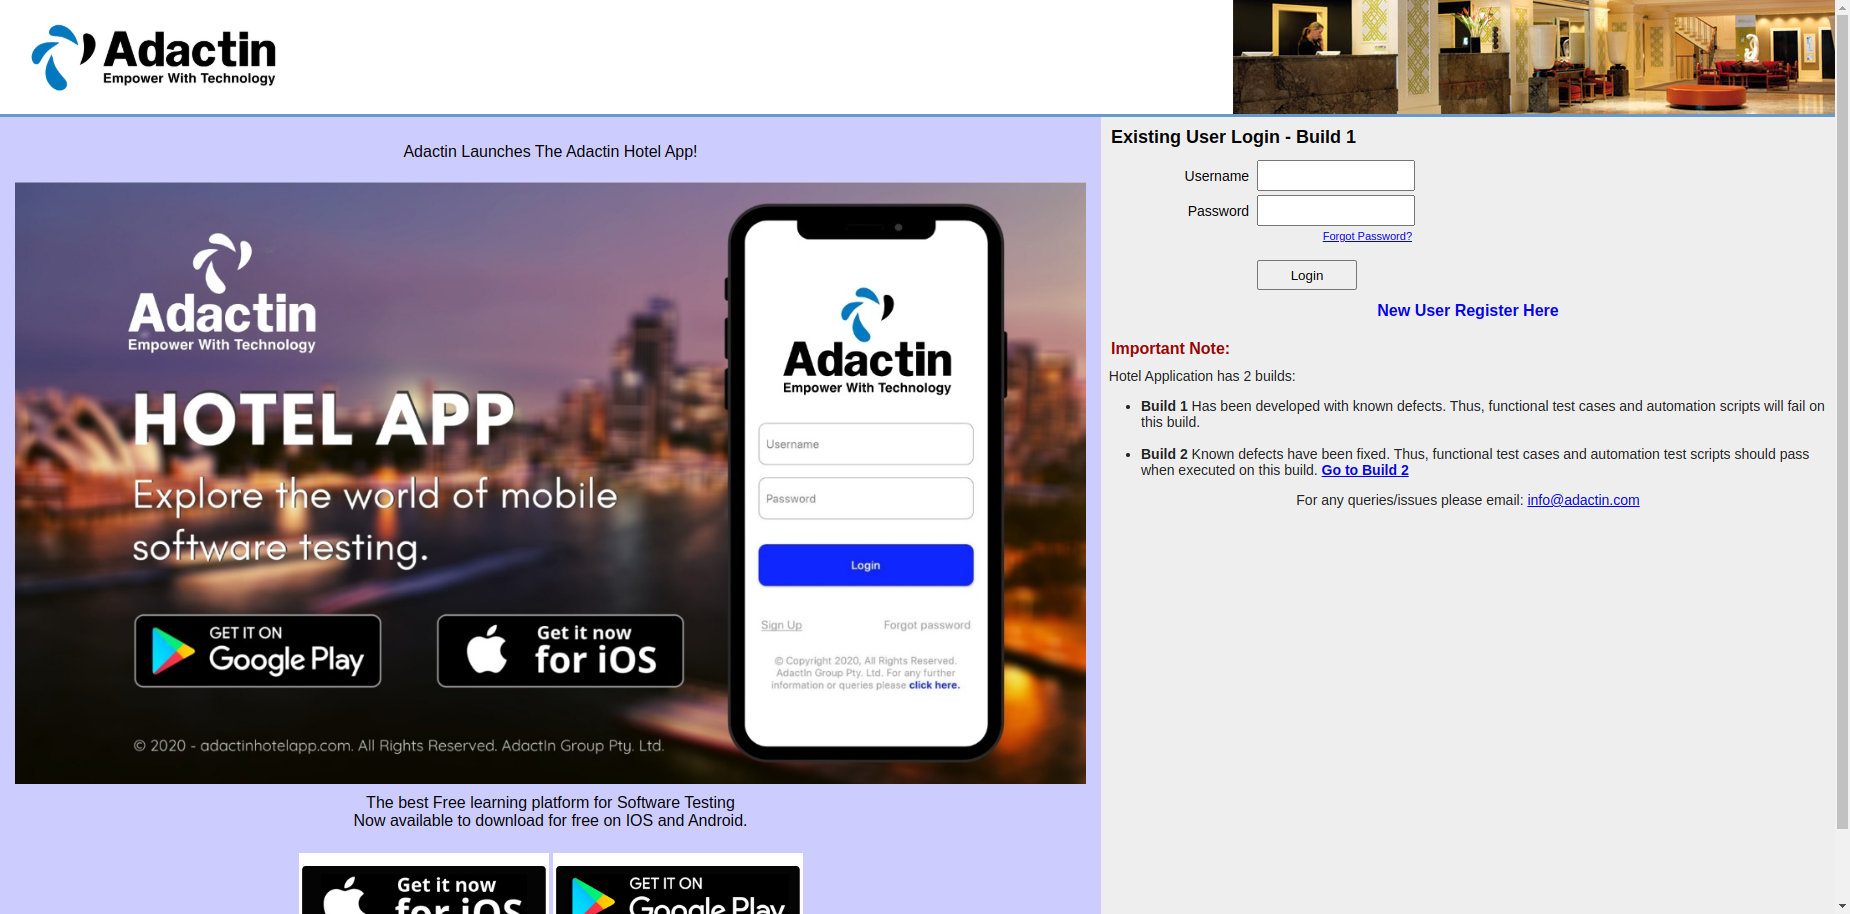 Adactin
Empower With Technology
Adactin Launches The Adactin Hotel App!
Adactin
Empower With Technology
HOTEL APP
Explore the world of mobile
software testing.
GET IT ON
Google Play
Get it now
for iOS
© 2020 - adactinhotelapp.com. All Rights Reserved. AdactIn Group Pty. Ltd.
Adactin
Empower With Technology
Username
Password
Login
Sign Up Forgot password
© Copyright 2020, All Rights Reserved.
AdactIn Group Pty. Ltd. For any further
information or queries please click here.
The best Free learning platform for Software Testing
Now available to download for free on IOS and Android.
Get it now
for iOS
GET IT ON
Google Play
Existing User Login - Build 1
Username
Password
Forgot Password?
Login
New User Register Here
Important Note:
Hotel Application has 2 builds:
• Build 1 Has been developed with known defects. Thus, functional test cases and automation scripts will fail on
this build.
• Build 2 Known defects have been fixed. Thus, functional test cases and automation test scripts should pass
when executed on this build. Go to Build 2
For any queries/issues please email: info@adactin.com